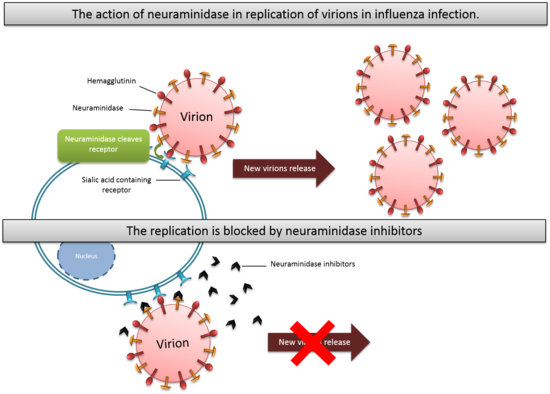 The action of neuraminidase in replication of virions in influenza infection.
Hemagglutinin
Neuraminidase
Virion
Neuraminidase cleaves
receptor
Sialic acid containing
receptor
New virions release
The replication is blocked by neuraminidase inhibitors
Nucleus
Neuraminidase inhibitors
Virion
New release